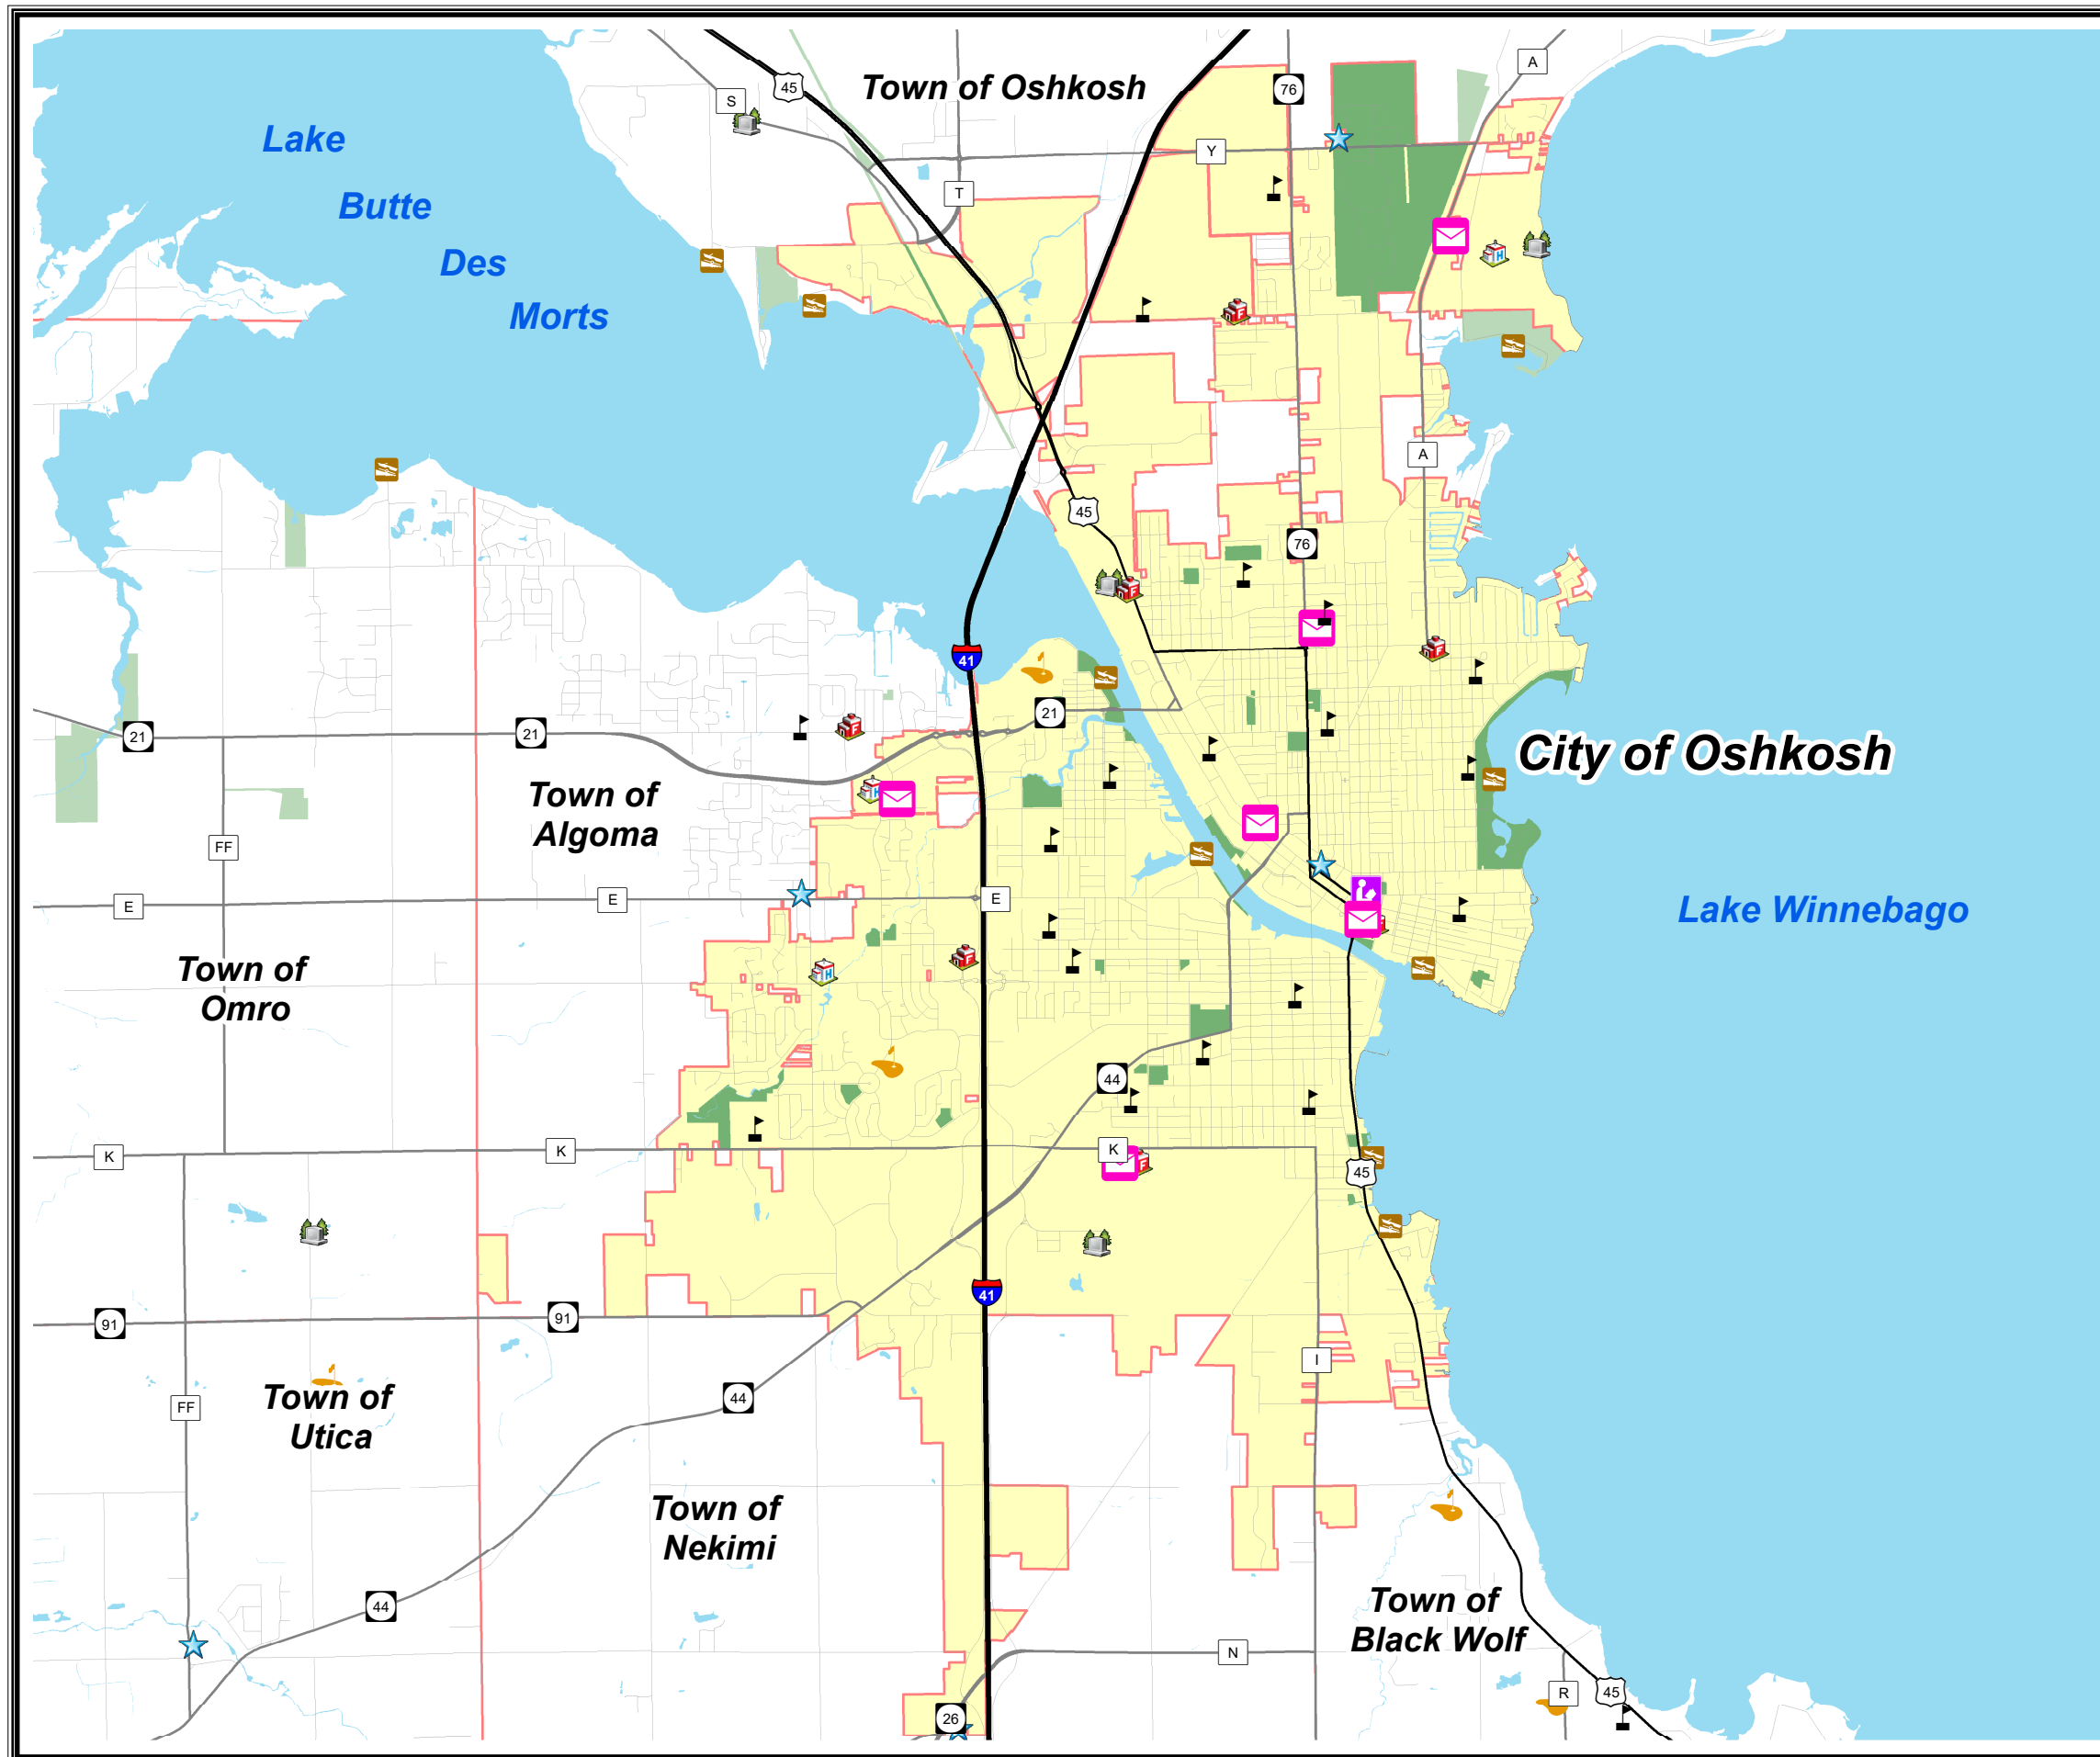 45
Town of Oshkosh
76
A
S
Lake
Y
T
Butte
Des
Morts
A
45
76
41
21
21
21
City of Oshkosh
Town of
Algoma
FF
E
E
E
Lake Winnebago
Town of
Omro
44
K
K
K
45
41
91
91
I
44
FF
Town of
Utica
Town of
Nekimi
44
Town of
Black Wolf
N
R
45
26
H
H
H
F
F
F
F
F
F